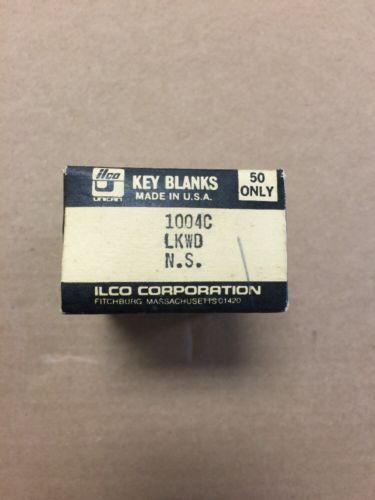 ilco
UNICAN
KEY BLANKS
MADE IN U.S.A.
50
ONLY
1004C
LKWD
N.S.
ILCO CORPORATION
FITCHBURG, MASSACHUSETTS 01420